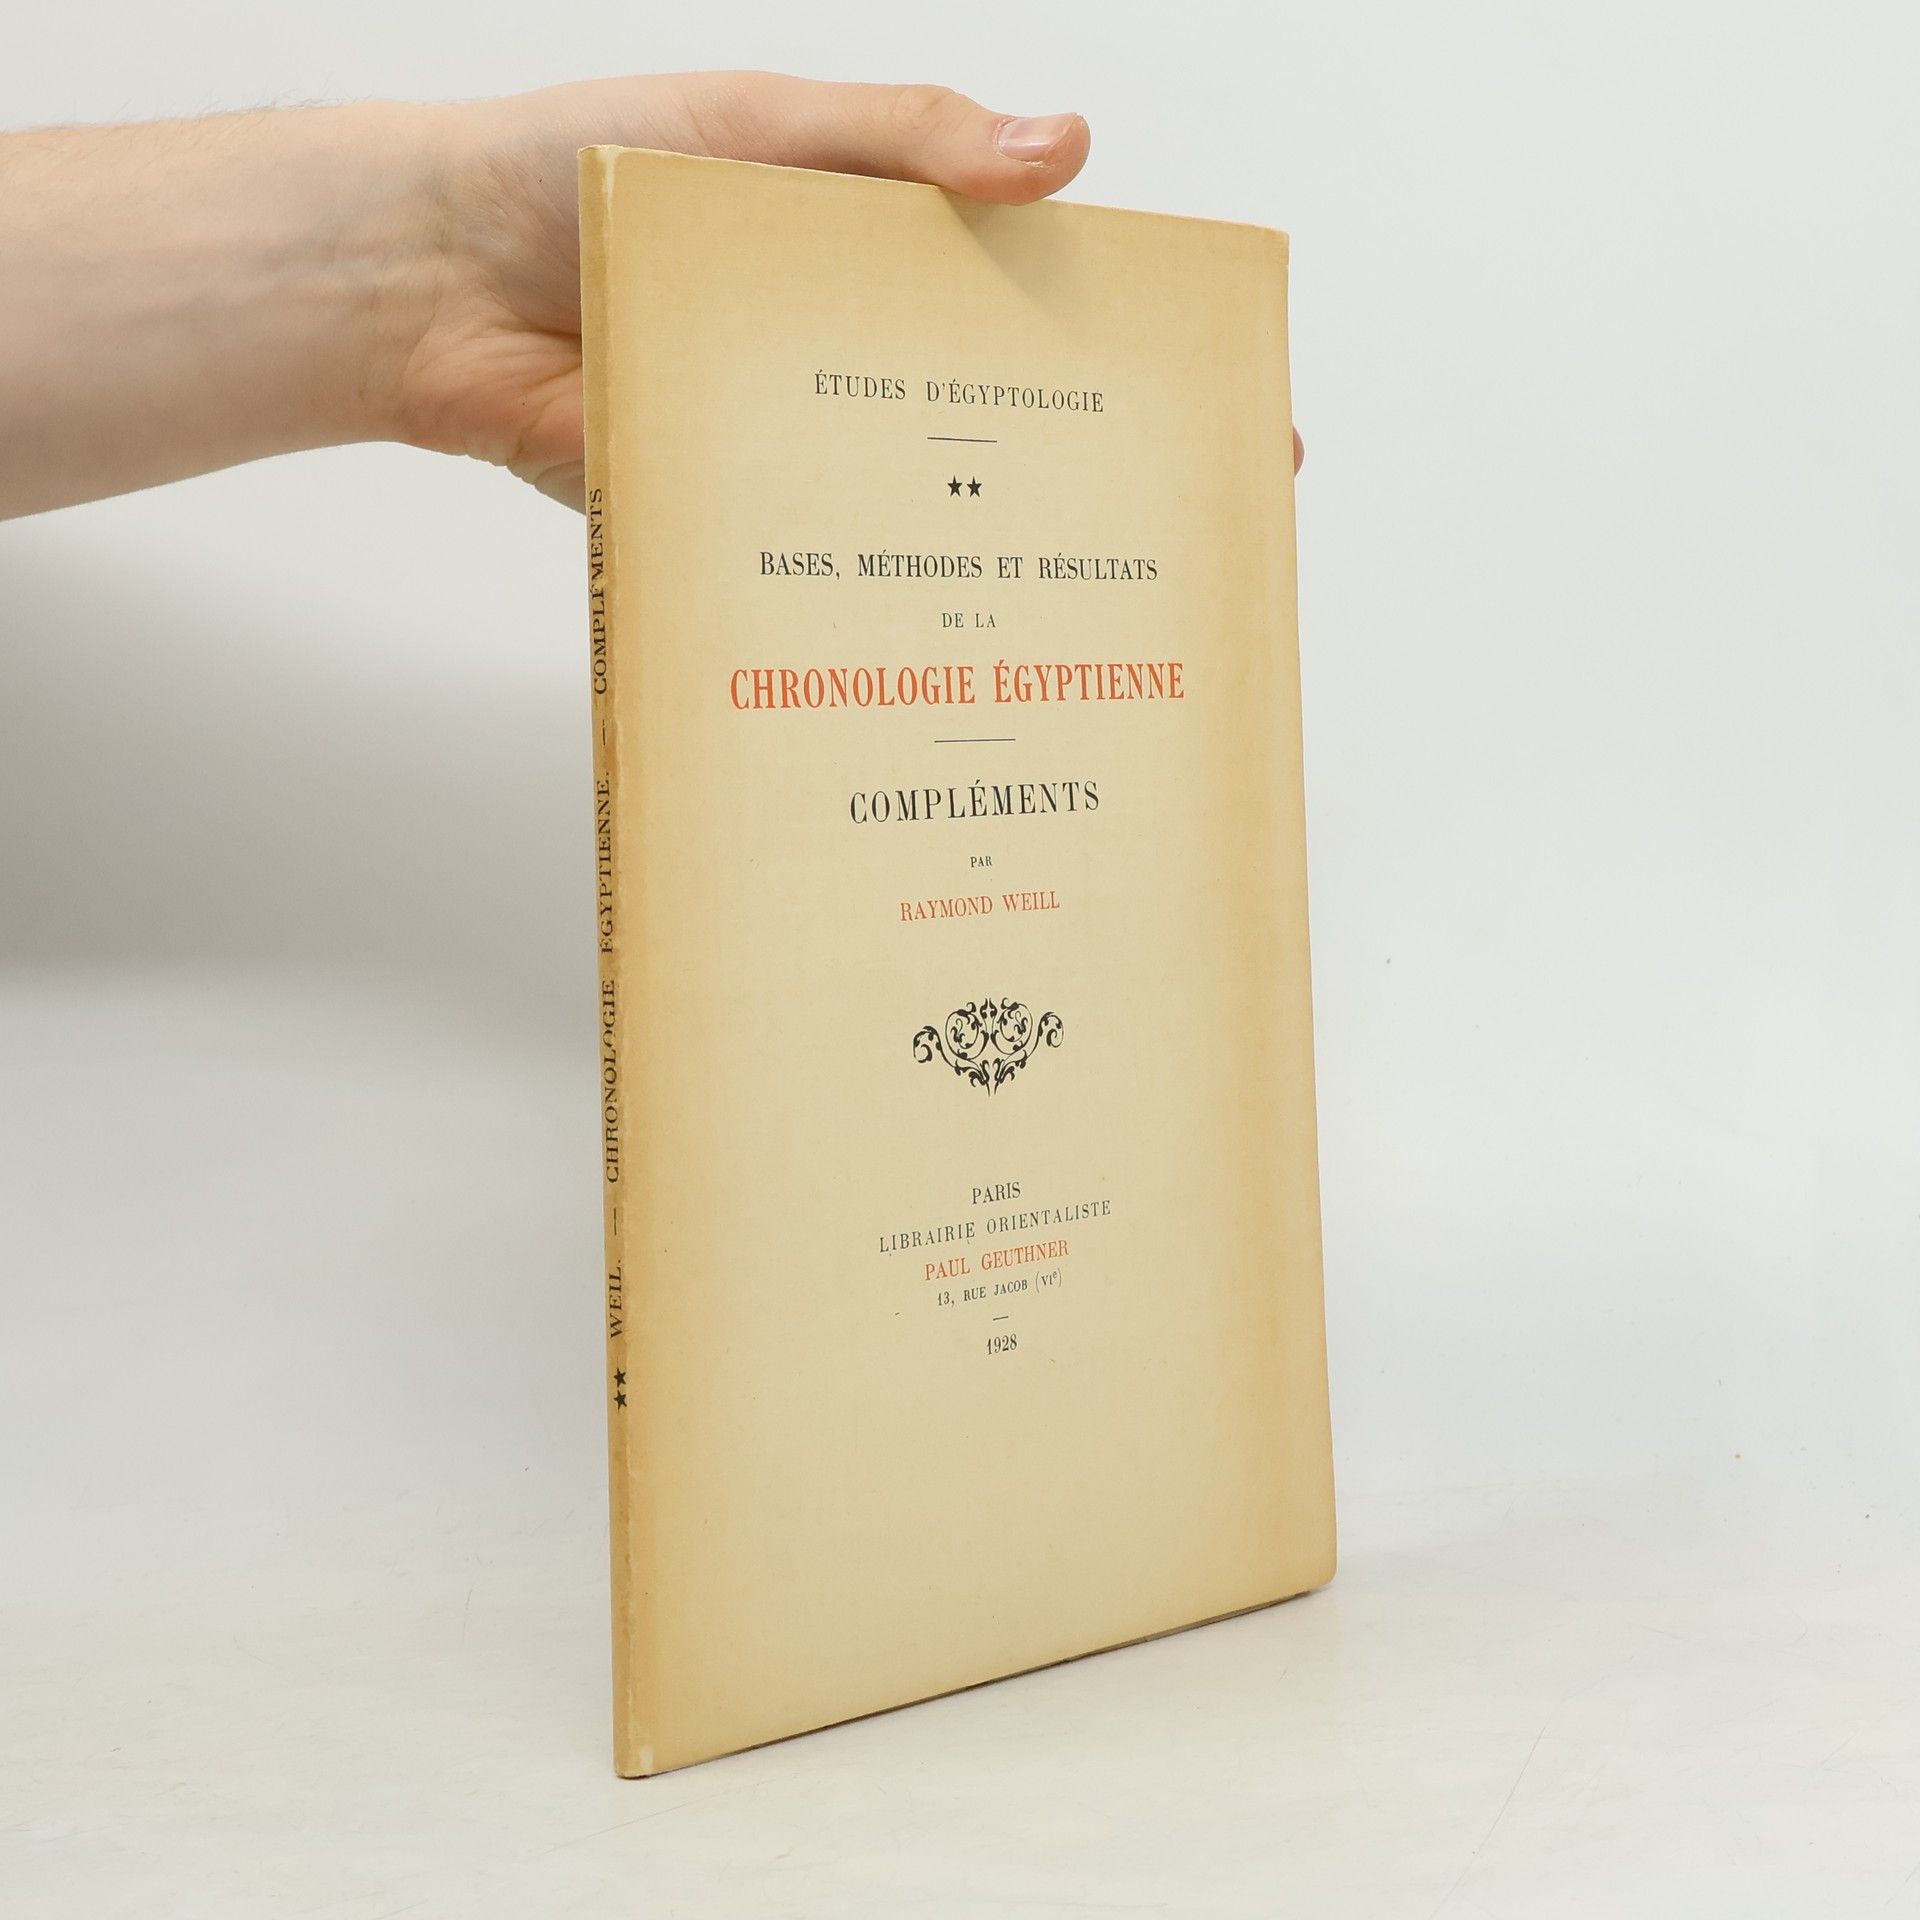 ÉTUDES D'ÉGYPTOLOGIE
★★
BASES, MÉTHODES ET RÉSULTATS
DE LA
CHRONOLOGIE ÉGYPTIENNE
COMPLÉMENTS
PAR
RAYMOND WEILL
PARIS
LIBRAIRIE ORIENTALISTE
PAUL GEUTHNER
13, RUE JACOB (VIe)
1928
★★ WEIL. — CHRONOLOGIE ÉGYPTIENNE. — COMPLÉMENTS